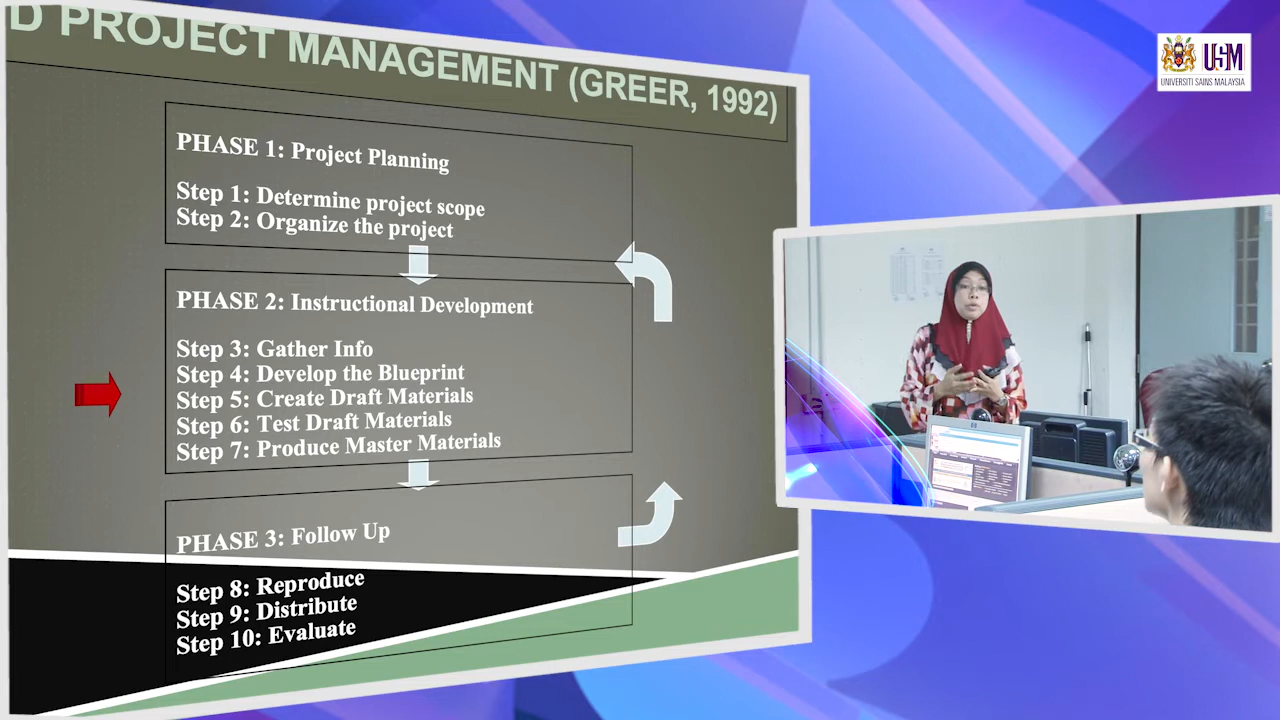 D PROJECT MANAGEMENT (GREER, 1992)
PHASE 1: Project Planning
Step 1: Determine project scope
Step 2: Organize the project
PHASE 2: Instructional Development
Step 3: Gather Info
Step 4: Develop the Blueprint
Step 5: Create Draft Materials
Step 6: Test Draft Materials
Step 7: Produce Master Materials
PHASE 3: Follow Up
Step 8: Reproduce
Step 9: Distribute
Step 10: Evaluate
USM
UNIVERSITI SAINS MALAYSIA
hp